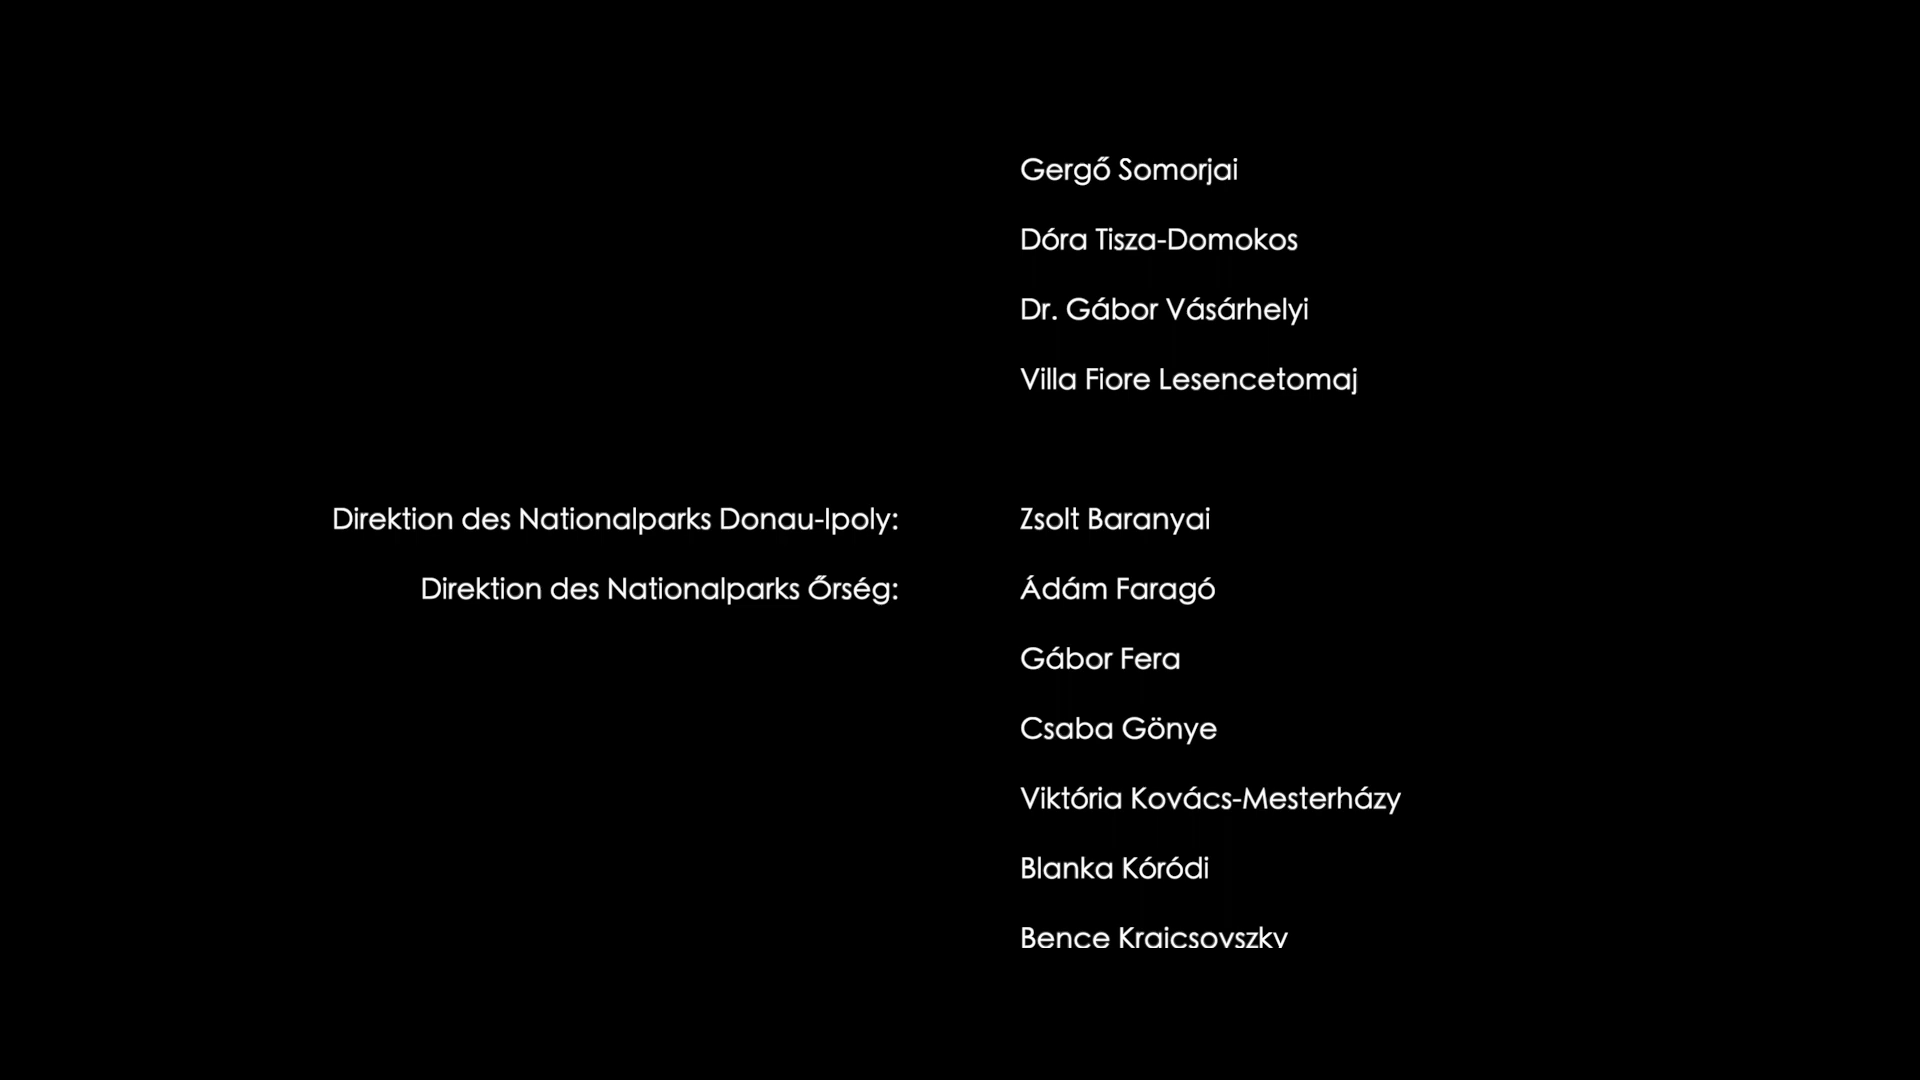 Gergő Somorjai
Dóra Tisza-Domokos
Dr. Gábor Vásárhelyi
Villa Fiore Lesencetomaj
Direktion des Nationalparks Donau-Ipoly: Zsolt Baranyai
Direktion des Nationalparks Őrség: Ádám Faragó
Gábor Fera
Csaba Gönye
Viktória Kovács-Mesterházy
Blanka Kóródi
Bence Krajcsovszky